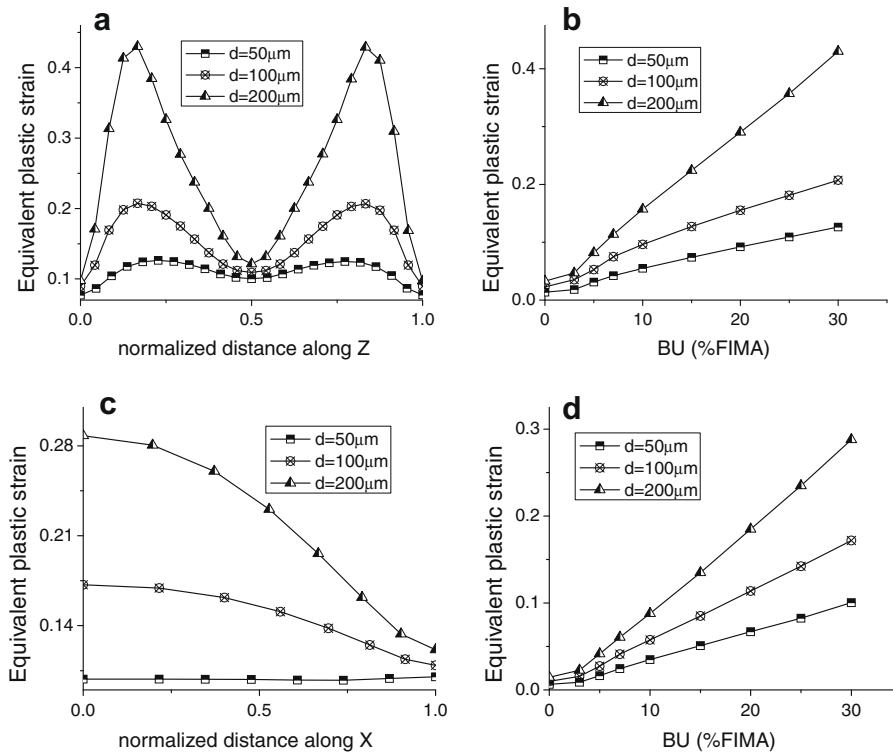 a
d=50μm
d=100μm
d=200μm
Equivalent plastic strain
0.4
0.3
0.2
0.1
0.0 0.5 1.0
normalized distance along Z
b
d=50μm
d=100μm
d=200μm
Equivalent plastic strain
0.4
0.2
0.0
0 10 20 30
BU (%FIMA)
c
d=50μm
d=100μm
d=200μm
Equivalent plastic strain
0.28
0.21
0.14
0.0 0.5 1.0
normalized distance along X
d
d=50μm
d=100μm
d=200μm
Equivalent plastic strain
0.3
0.2
0.1
0.0
0 10 20 30
BU (%FIMA)